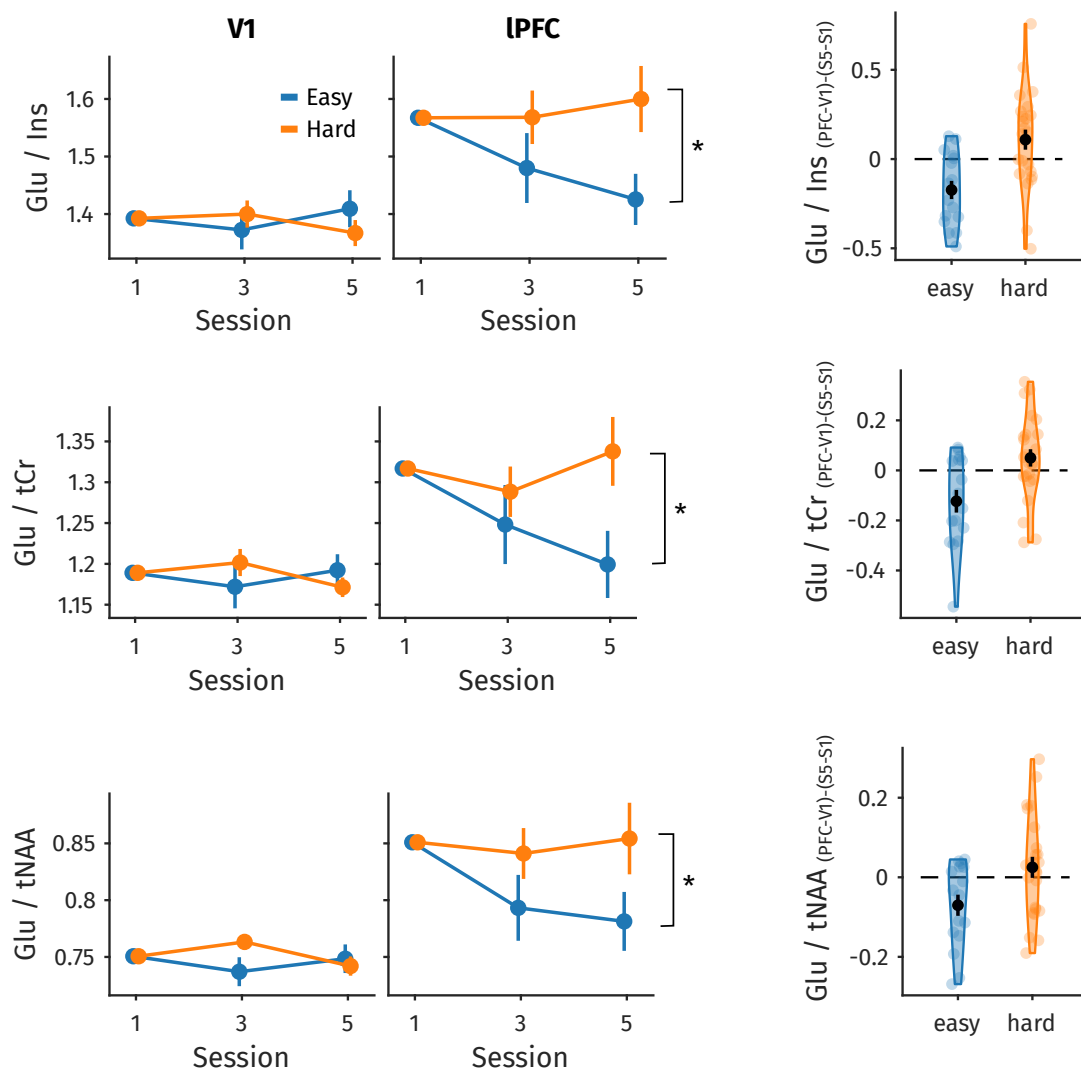 V1
lPFC
Glu / Ins
1.6
1.5
1.4
Easy
Hard
*
1
3
5
1
3
5
Session
Session
Glu / Ins (PFC-V1)-(S5-S1)
0.5
0
-0.5
easy
hard
Glu / tCr
1.35
1.3
1.25
1.2
1.15
*
1
3
5
1
3
5
Session
Session
Glu / tCr (PFC-V1)-(S5-S1)
0.2
0
-0.2
-0.4
easy
hard
Glu / tNAA
0.85
0.8
0.75
*
1
3
5
1
3
5
Session
Session
Glu / tNAA (PFC-V1)-(S5-S1)
0.2
0
-0.2
easy
hard